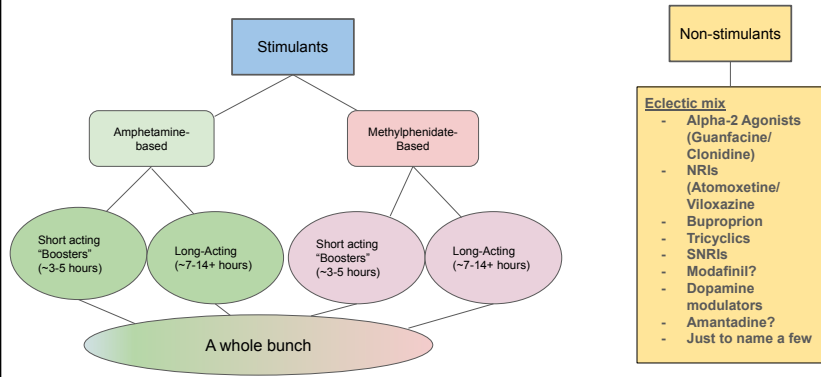 Stimulants
Amphetamine-
based
Methylphenidate-
Based
Short acting
“Boosters”
(~3-5 hours)
Long-Acting
(~7-14+ hours)
Short acting
“Boosters”
(~3-5 hours)
Long-Acting
(~7-14+ hours)
A whole bunch
Non-stimulants
Eclectic mix
- Alpha-2 Agonists
(Guanfacine/
Clonidine)
- NRIs
(Atomoxetine/
Viloxazine
- Buproprion
- Tricyclics
- SNRIs
- Modafinil?
- Dopamine
modulators
- Amantadine?
- Just to name a few